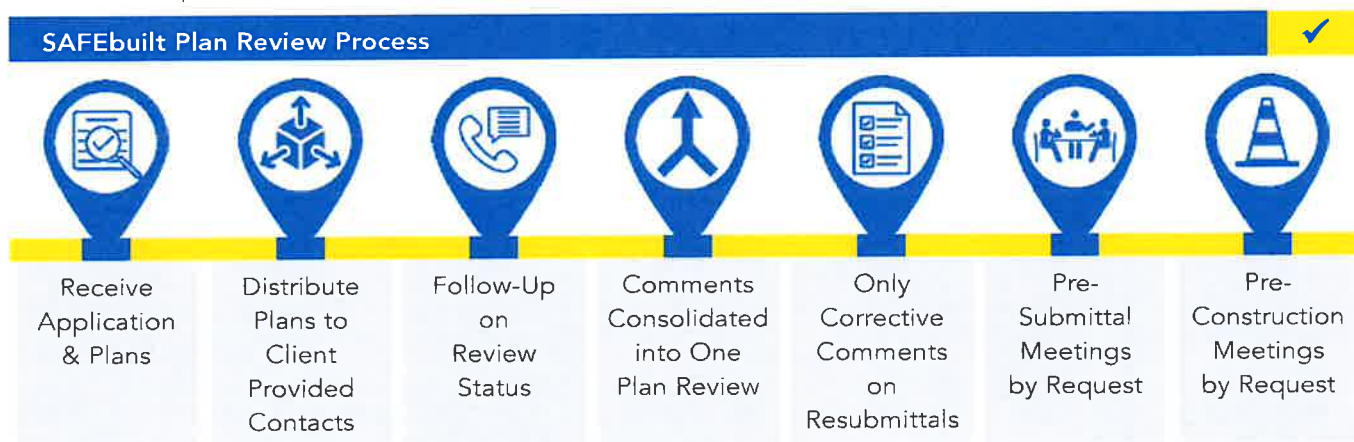 SAFEbuilt Plan Review Process
Receive
Application
& Plans
Distribute
Plans to
Client
Provided
Contacts
Follow-Up
on
Review
Status
Comments
Consolidated
into One
Plan Review
Only
Corrective
Comments
on
Resubmittals
Pre-
Submittal
Meetings
by Request
Pre-
Construction
Meetings
by Request